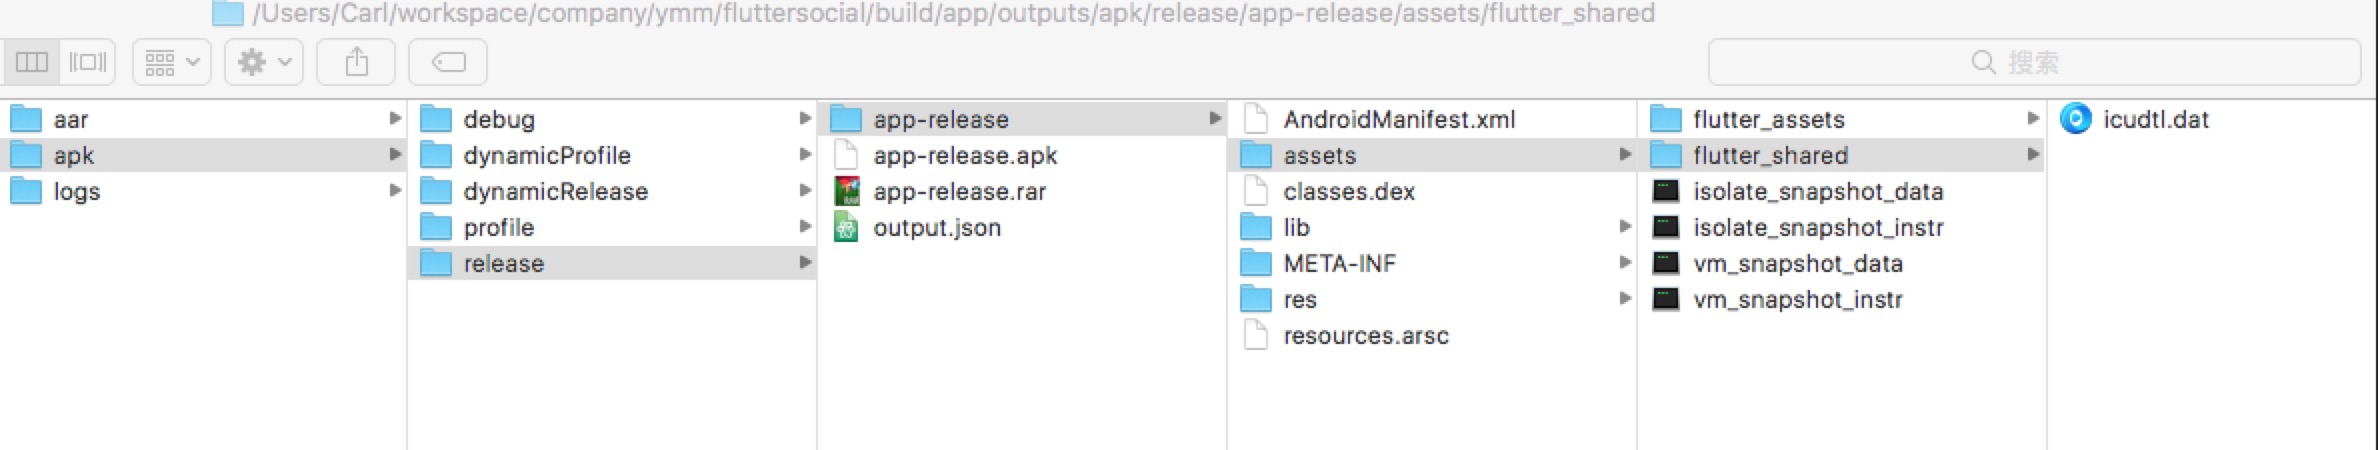 /Users/Carl/workspace/company/ymm/fluttersocial/build/app/outputs/apk/release/app-release/assets/flutter_shared
搜索
aar
apk
logs
debug
dynamicProfile
dynamicRelease
profile
release
app-release
app-release.apk
app-release.rar
output.json
AndroidManifest.xml
assets
classes.dex
lib
META-INF
res
resources.arsc
flutter_assets
flutter_shared
isolate_snapshot_data
isolate_snapshot_instr
vm_snapshot_data
vm_snapshot_instr
icudtl.dat